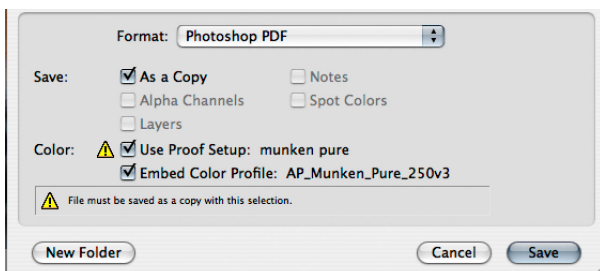 Format: Photoshop PDF
Save: As a Copy Notes
Alpha Channels Spot Colors
Layers
Color: Use Proof Setup: munken pure
Embed Color Profile: AP_Munken_Pure_250v3
File must be saved as a copy with this selection.
New Folder Cancel Save